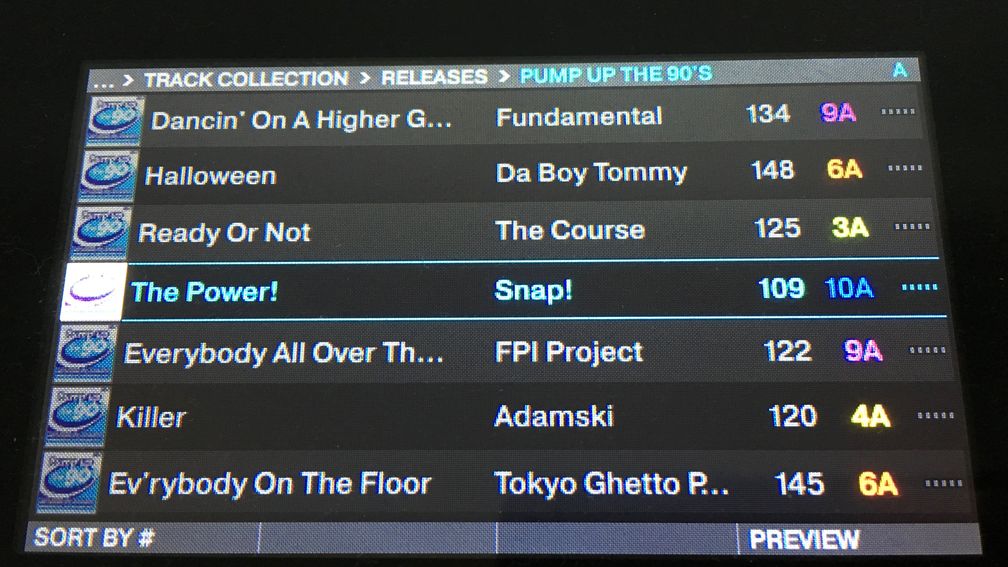 ... > TRACK COLLECTION > RELEASES > PUMP UP THE 90'S A
Dancin' On A Higher G... Fundamental 134 9A
Halloween Da Boy Tommy 148 6A
Ready Or Not The Course 125 3A
The Power! Snap! 109 10A
Everybody All Over Th... FPI Project 122 9A
Killer Adamski 120 4A
Ev'rybody On The Floor Tokyo Ghetto P... 145 6A
SORT BY # PREVIEW